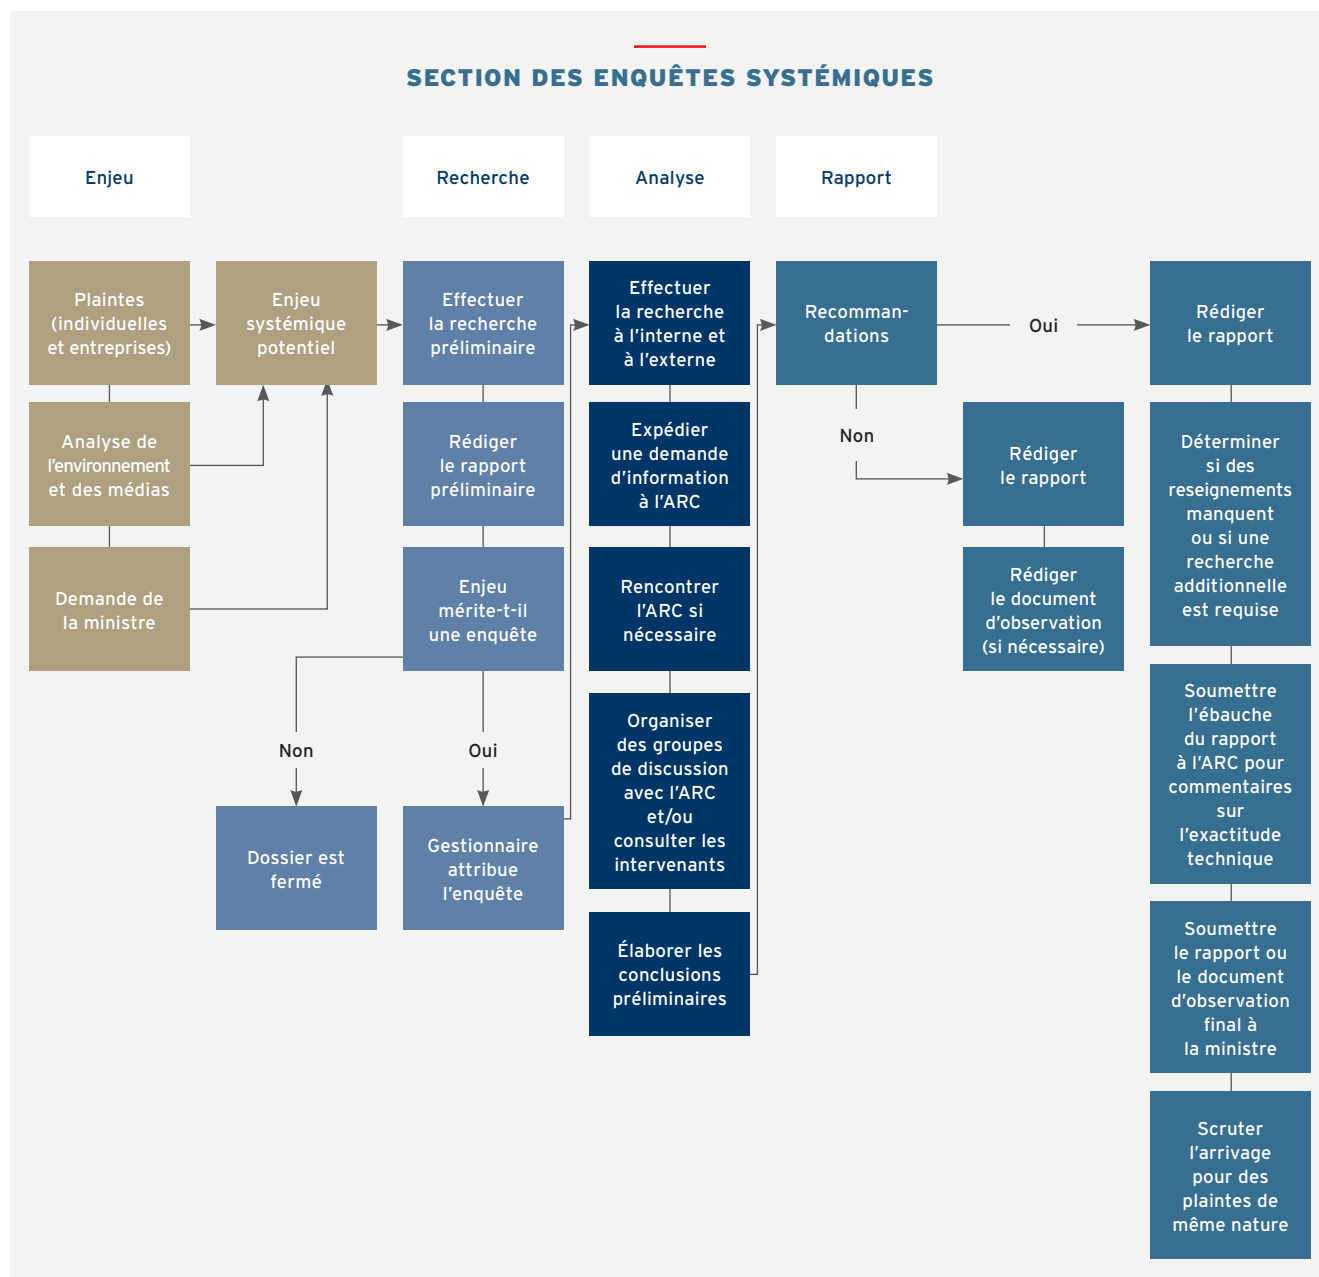 SECTION DES ENQUÊTES SYSTÉMIQUES
Enjeu
Recherche
Analyse
Rapport
Plaintes
(individuelles
et entreprises)
Analyse de
l'environnement
et des médias
Demande de
la ministre
Enjeu
systémique
potentiel
Effectuer
la recherche
préliminaire
Rédiger
le rapport
préliminaire
Enjeu
mérite-t-il
une enquête
Non
Oui
Dossier est
fermé
Gestionnaire
attribue
l'enquête
Effectuer
la recherche
à l'interne et
à l'externe
Expédier
une demande
d'information
à l'ARC
Rencontrer
l'ARC si
nécessaire
Organiser
des groupes
de discussion
avec l'ARC
et/ou
consulter les
intervenants
Élaborer les
conclusions
préliminaires
Recomman-
dations
Oui
Non
Rédiger
le rapport
Rédiger
le document
d'observation
(si nécessaire)
Rédiger
le rapport
Déterminer
si des
reseignements
manquent
ou si une
recherche
additionnelle
est requise
Soumettre
l'ébauche
du rapport
à l'ARC pour
commentaires
sur
l'exactitude
technique
Soumettre
le rapport ou
le document
d'observation
final à
la ministre
Scruter
l'arrivage
pour des
plaintes de
même nature